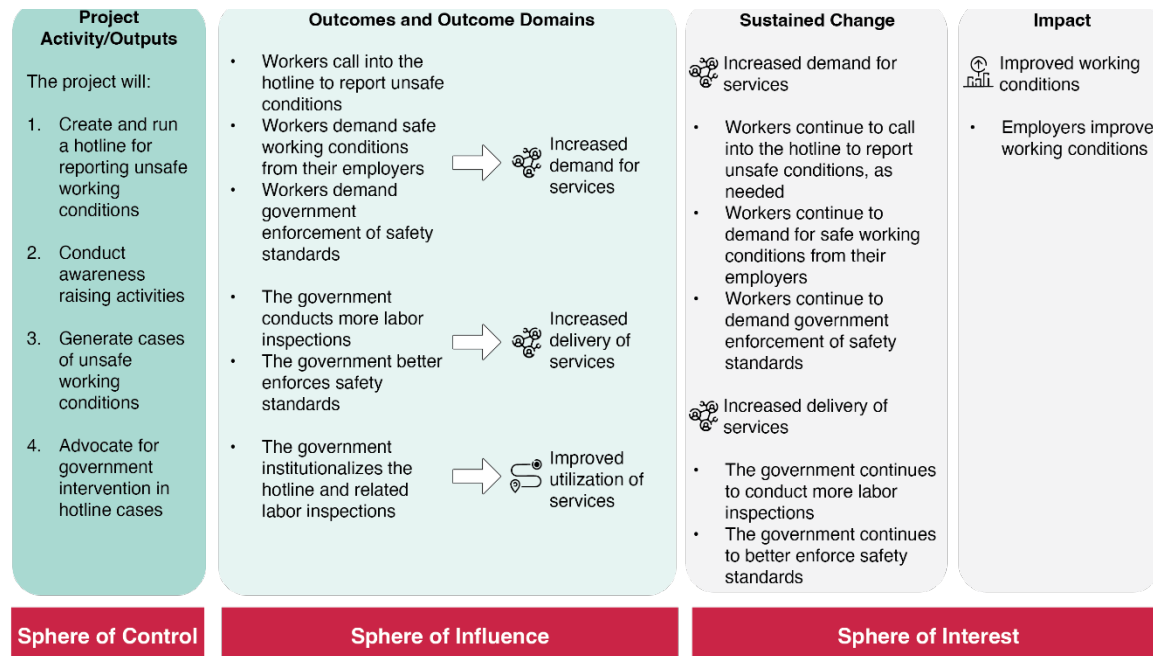 Project
Activity/Outputs
The project will:
1. Create and run
a hotline for
reporting unsafe
working
conditions
2. Conduct
awareness
raising activities
3. Generate cases
of unsafe
working
conditions
4. Advocate for
government
intervention in
hotline cases
Sphere of Control
Outcomes and Outcome Domains
• Workers call into the
hotline to report unsafe
conditions
• Workers demand safe
working conditions
from their employers
• Workers demand
government
enforcement of safety
standards
Increased
demand for
services
• The government
conducts more labor
inspections
• The government better
enforces safety
standards
Increased
delivery of
services
• The government
institutionalizes the
hotline and related
labor inspections
Improved
utilization of
services
Sphere of Influence
Sustained Change
Increased demand for
services
• Workers continue to call
into the hotline to report
unsafe conditions, as
needed
• Workers continue to
demand for safe working
conditions from their
employers
• Workers continue to
demand government
enforcement of safety
standards
Increased delivery of
services
• The government continues
to conduct more labor
inspections
• The government continues
to better enforce safety
standards
Impact
Improved working
conditions
• Employers improve
working conditions
Sphere of Interest